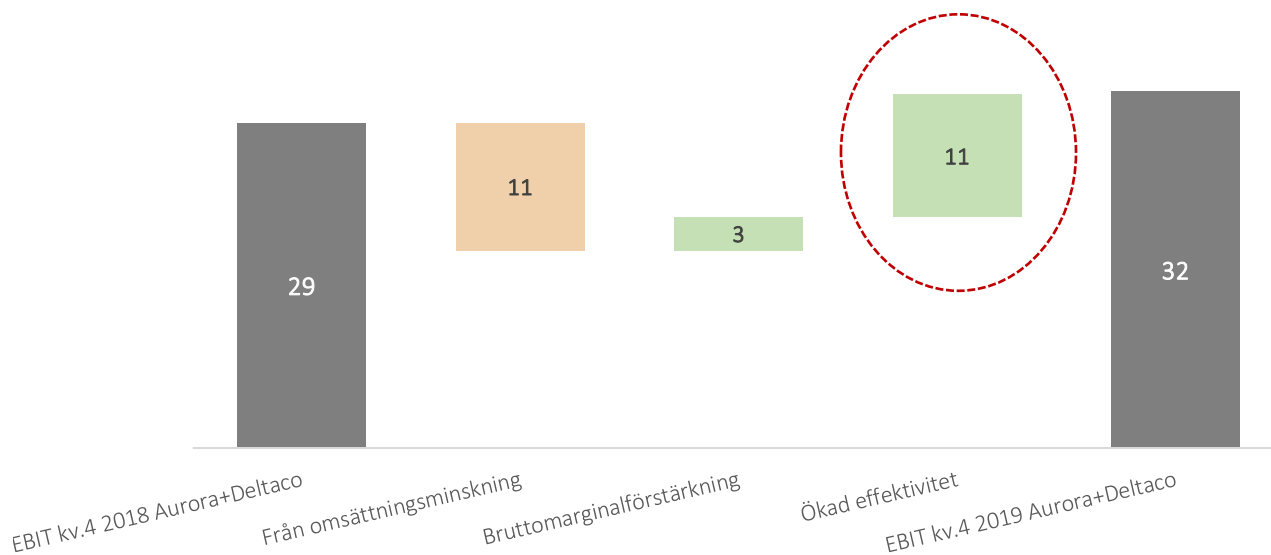 29
11
3
11
32
EBIT kv.4 2018 Aurora+Deltaco
Från omsättningsminskning
Bruttomarginalförstärkning
Ökad effektivitet
EBIT kv.4 2019 Aurora+Deltaco